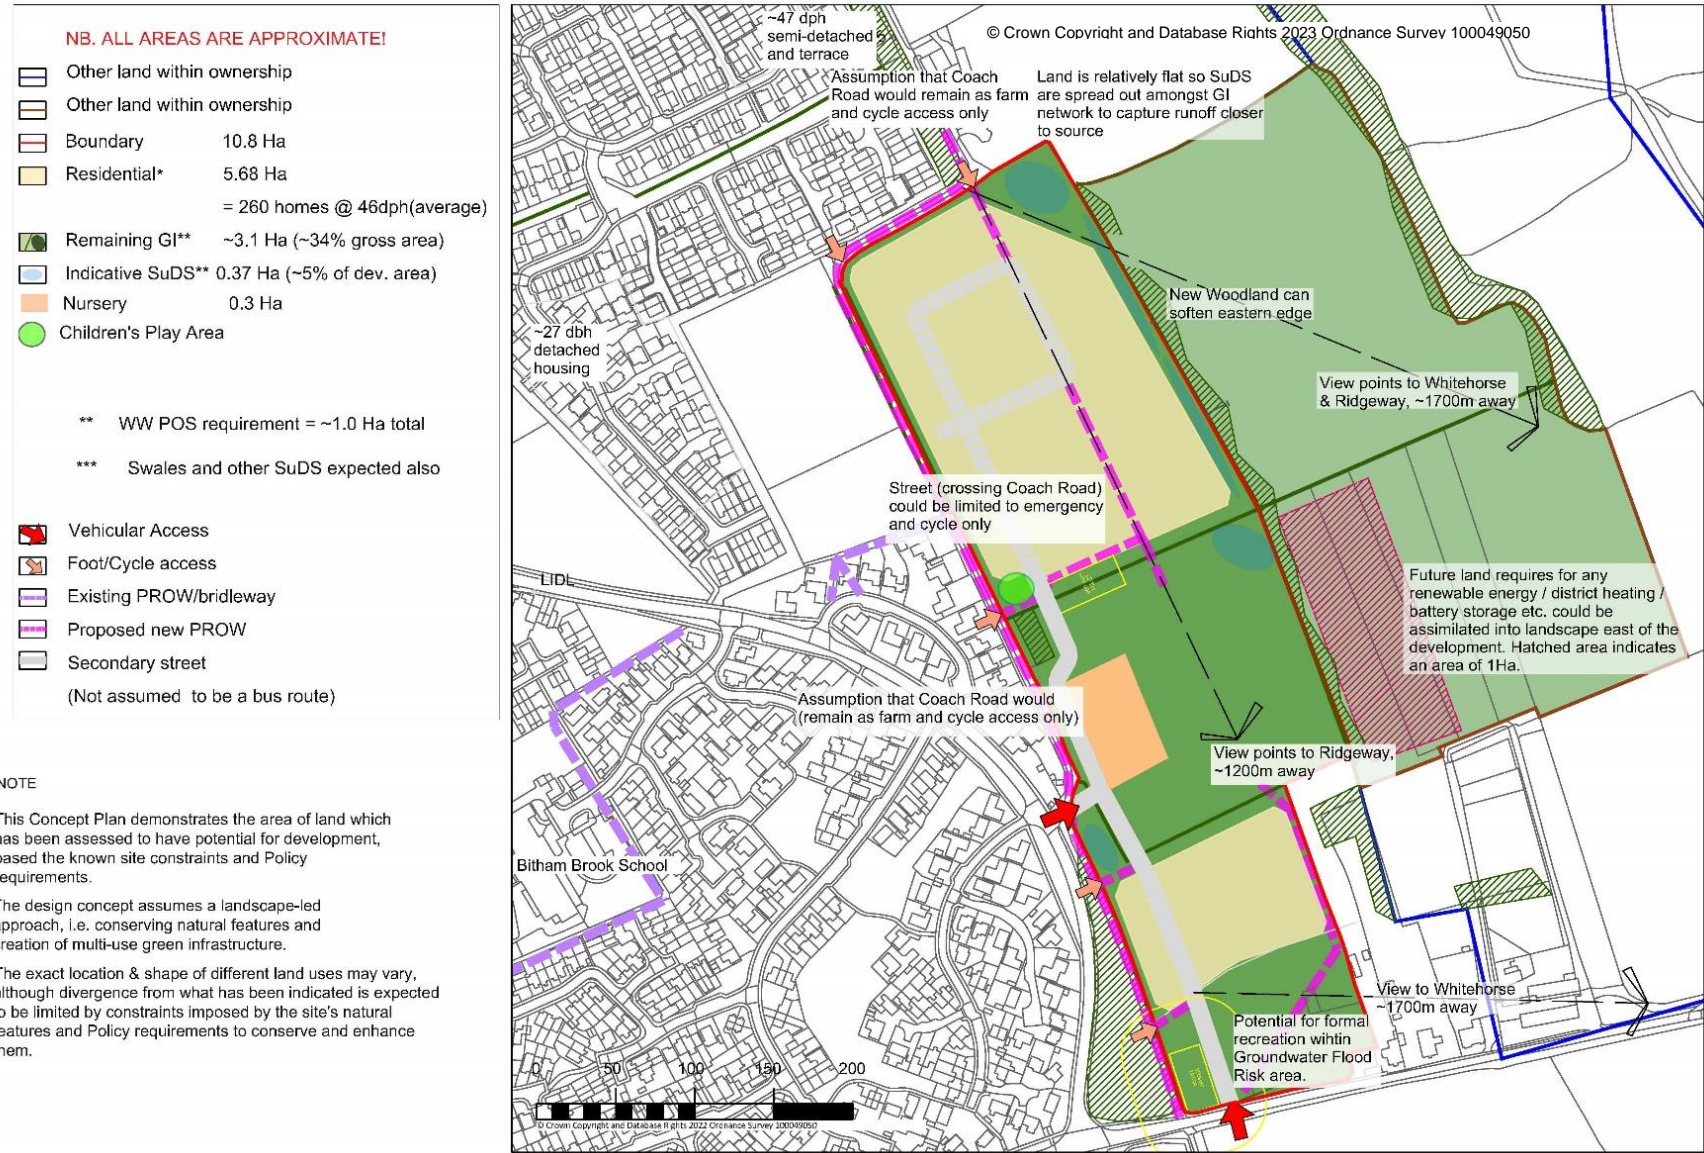 NB. ALL AREAS ARE APPROXIMATE!
Other land within ownership
Other land within ownership
Boundary 10.8 Ha
Residential* 5.68 Ha
= 260 homes @ 46dph(average)
Remaining GI** ~3.1 Ha (~34% gross area)
Indicative SuDS** 0.37 Ha (~5% of dev. area)
Nursery 0.3 Ha
Children's Play Area
** WW POS requirement = ~1.0 Ha total
*** Swales and other SuDS expected also
Vehicular Access
Foot/Cycle access
Existing PROW/bridleway
Proposed new PROW
Secondary street
(Not assumed to be a bus route)
NOTE
This Concept Plan demonstrates the area of land which
has been assessed to have potential for development,
based the known site constraints and Policy
requirements.
The design concept assumes a landscape-led
approach, i.e. conserving natural features and
creation of multi-use green infrastructure.
The exact location & shape of different land uses may vary,
although divergence from what has been indicated is expected
to be limited by constraints imposed by the site's natural
features and Policy requirements to conserve and enhance
them.
~47 dph
semi-detached
and terrace
© Crown Copyright and Database Rights 2023 Ordnance Survey 100049050
Assumption that Coach
Road would remain as farm
and cycle access only
Land is relatively flat so SuDS
are spread out amongst GI
network to capture runoff closer
to source
New Woodland can
soften eastern edge
~27 dbh
detached
housing
View points to Whitehorse
& Ridgeway, ~1700m away
Street (crossing Coach Road)
could be limited to emergency
and cycle only
LIDL
Future land requires for any
renewable energy / district heating /
battery storage etc. could be
assimilated into landscape east of the
development. Hatched area indicates
an area of 1Ha.
Assumption that Coach Road would
(remain as farm and cycle access only)
View points to Ridgeway,
~1200m away
Bitham Brook School
View to Whitehorse
~1700m away
Potential for formal
recreation wihtin
Groundwater Flood
Risk area.
0 50 100 150 200
© Crown Copyright and Database Rights 2022 Ordnance Survey 100049050